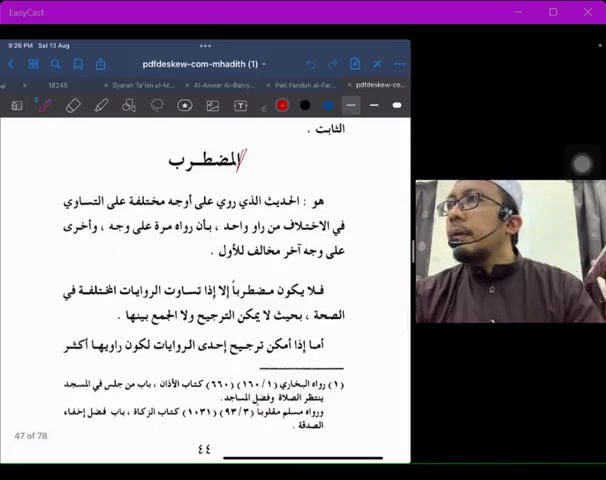 EasyCast
9:26 PM Sat 13 Aug
pdfdeskew-com-mhadith (1)
18245
Syarah Ta'lim al-M...
Al-Anwar Al-Bahiy...
Pati Faridah al-Far...
pdfdeskew-co...
الثابت .
المضطرب
هو : الحديث الذي روي على أوجه مختلفة على التساوي
في الاختلاف من راو واحد ، بأن رواه مرة على وجه ، وأخرى
على وجه آخر مخالف للأول .
فلا يكون مضطرباً إلا إذا تساوت الروايات المختلفة في
الصحة ، بحيث لا يمكن الترجيح ولا الجمع بينها .
أما إذا أمكن ترجيح إحدى الروايات لكون راويها أكثر
(١) رواه البخاري (١/ ١٦٠) (٦٦٠) كتاب الأذان ، باب من جلس في المسجد
ينتظر الصلاة وفضل المساجد .
ورواه مسلم مقلوباً (٣/ ٩٣) (١٠٣١) كتاب الزكاة ، باب فضل إخفاء
الصدقة .
47 of 78
٤٤